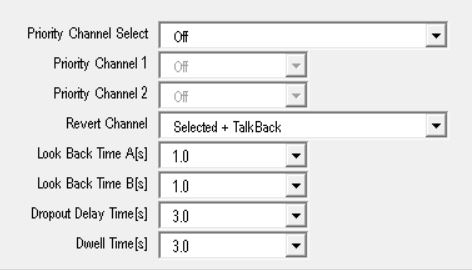 Priority Channel Select Off
Priority Channel 1 Off
Priority Channel 2 Off
Revert Channel Selected + TalkBack
Look Back Time A[s] 1.0
Look Back Time B[s] 1.0
Dropout Delay Time[s] 3.0
Dwell Time[s] 3.0